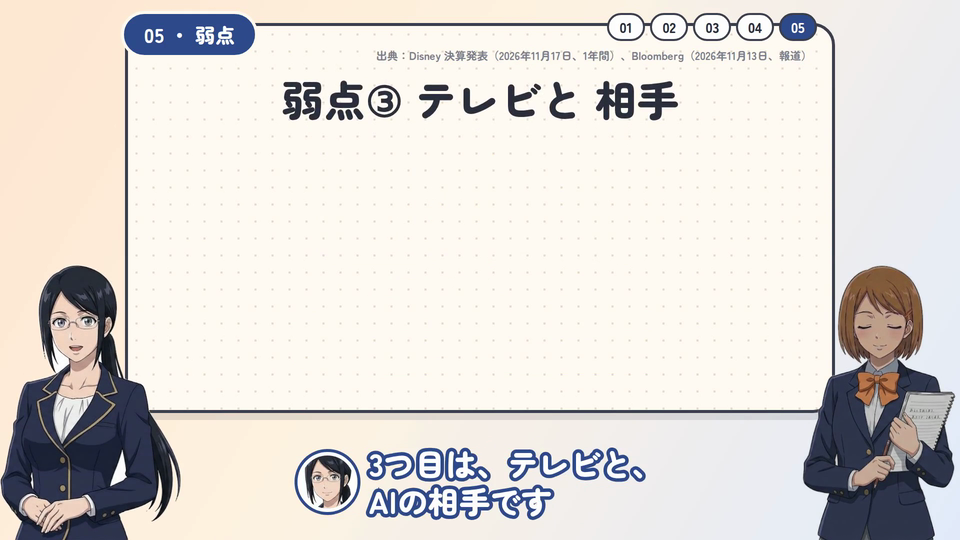 05 ・ 弱点
01 02 03 04 05
出典：Disney 決算発表（2026年11月17日、1年間）、Bloomberg（2026年11月13日、報道）
弱点③ テレビと 相手
3つ目は、テレビと、
AIの相手です